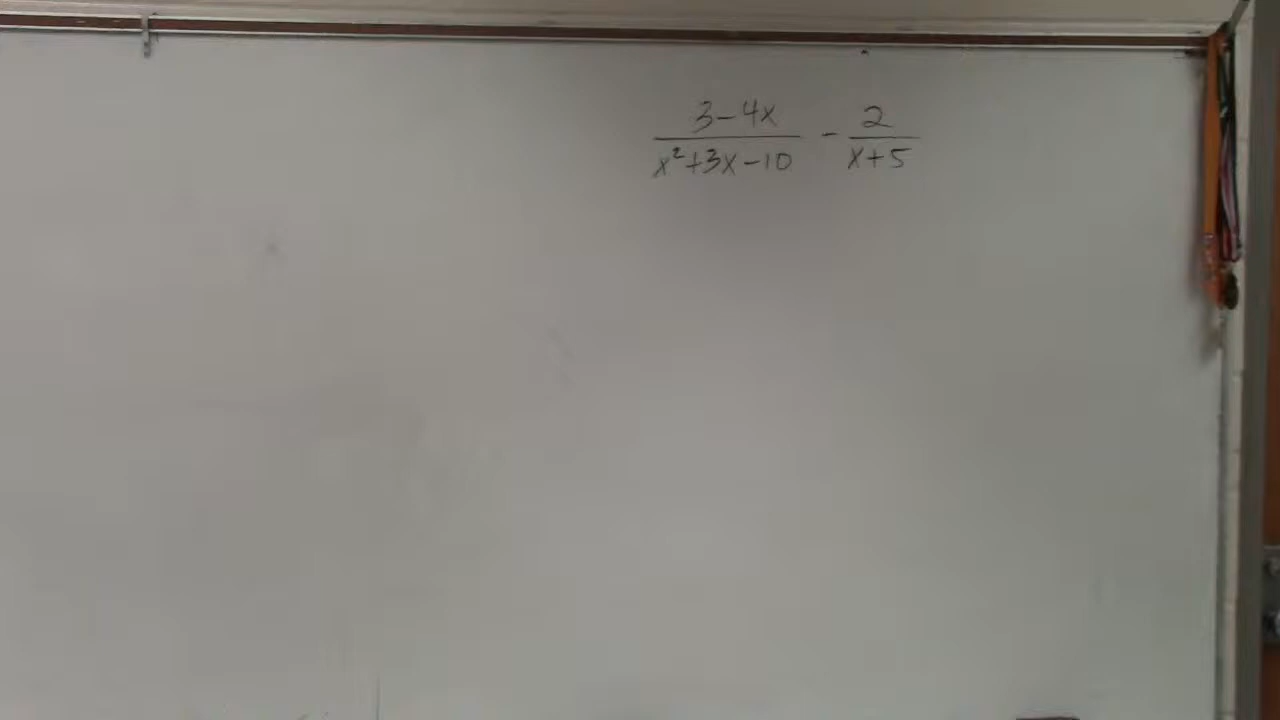 3-4x / x²+3x-10 - 2 / x+5